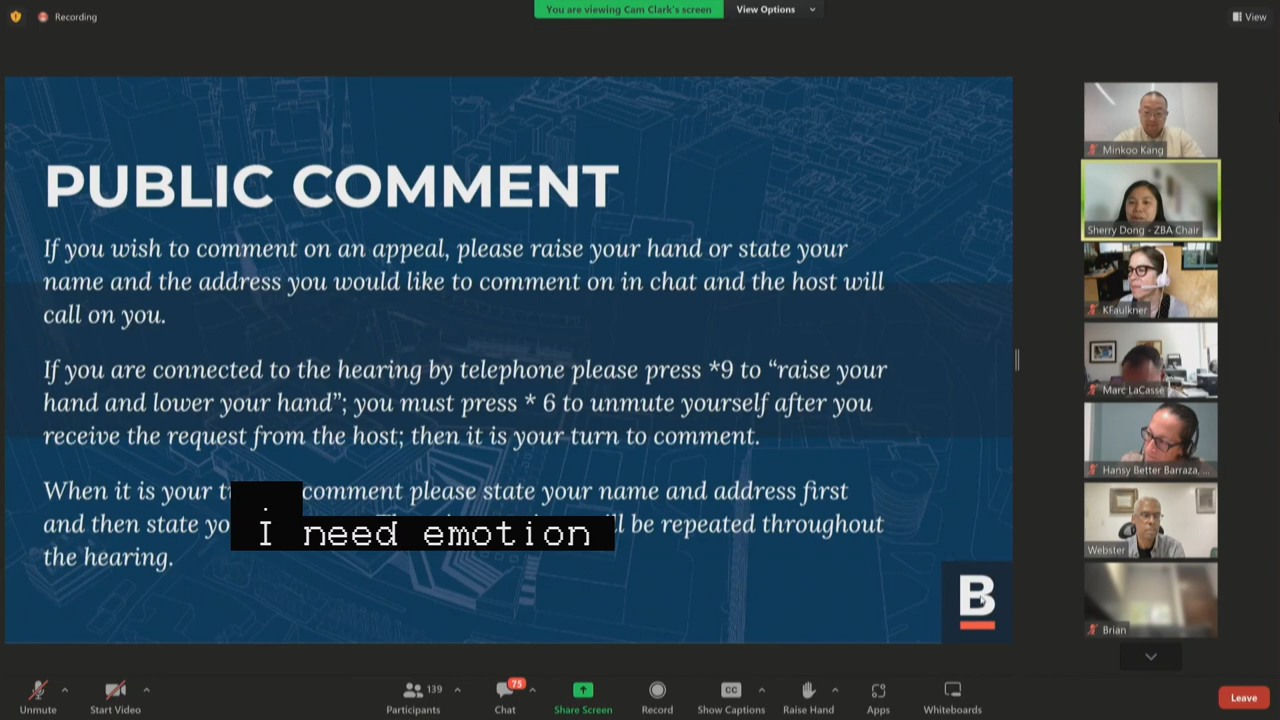 Recording
You are viewing Cam Clark's screen
View Options
View
PUBLIC COMMENT
If you wish to comment on an appeal, please raise your hand or state your
name and the address you would like to comment on in chat and the host will
call on you.
If you are connected to the hearing by telephone please press *9 to “raise your
hand and lower your hand”; you must press * 6 to unmute yourself after you
receive the request from the host; then it is your turn to comment.
When it is your comment please state your name and address first
and then state be repeated throughout
the hearing.
I need emotion
B
Minkoo Kang
Sherry Dong - ZBA Chair
KFaulkner
Marc LaCasse
Hansy Better Barraza, ...
Webster
Brian
Unmute
Start Video
139
Participants
75
Chat
Share Screen
Record
CC
Show Captions
Raise Hand
Apps
Whiteboards
Leave